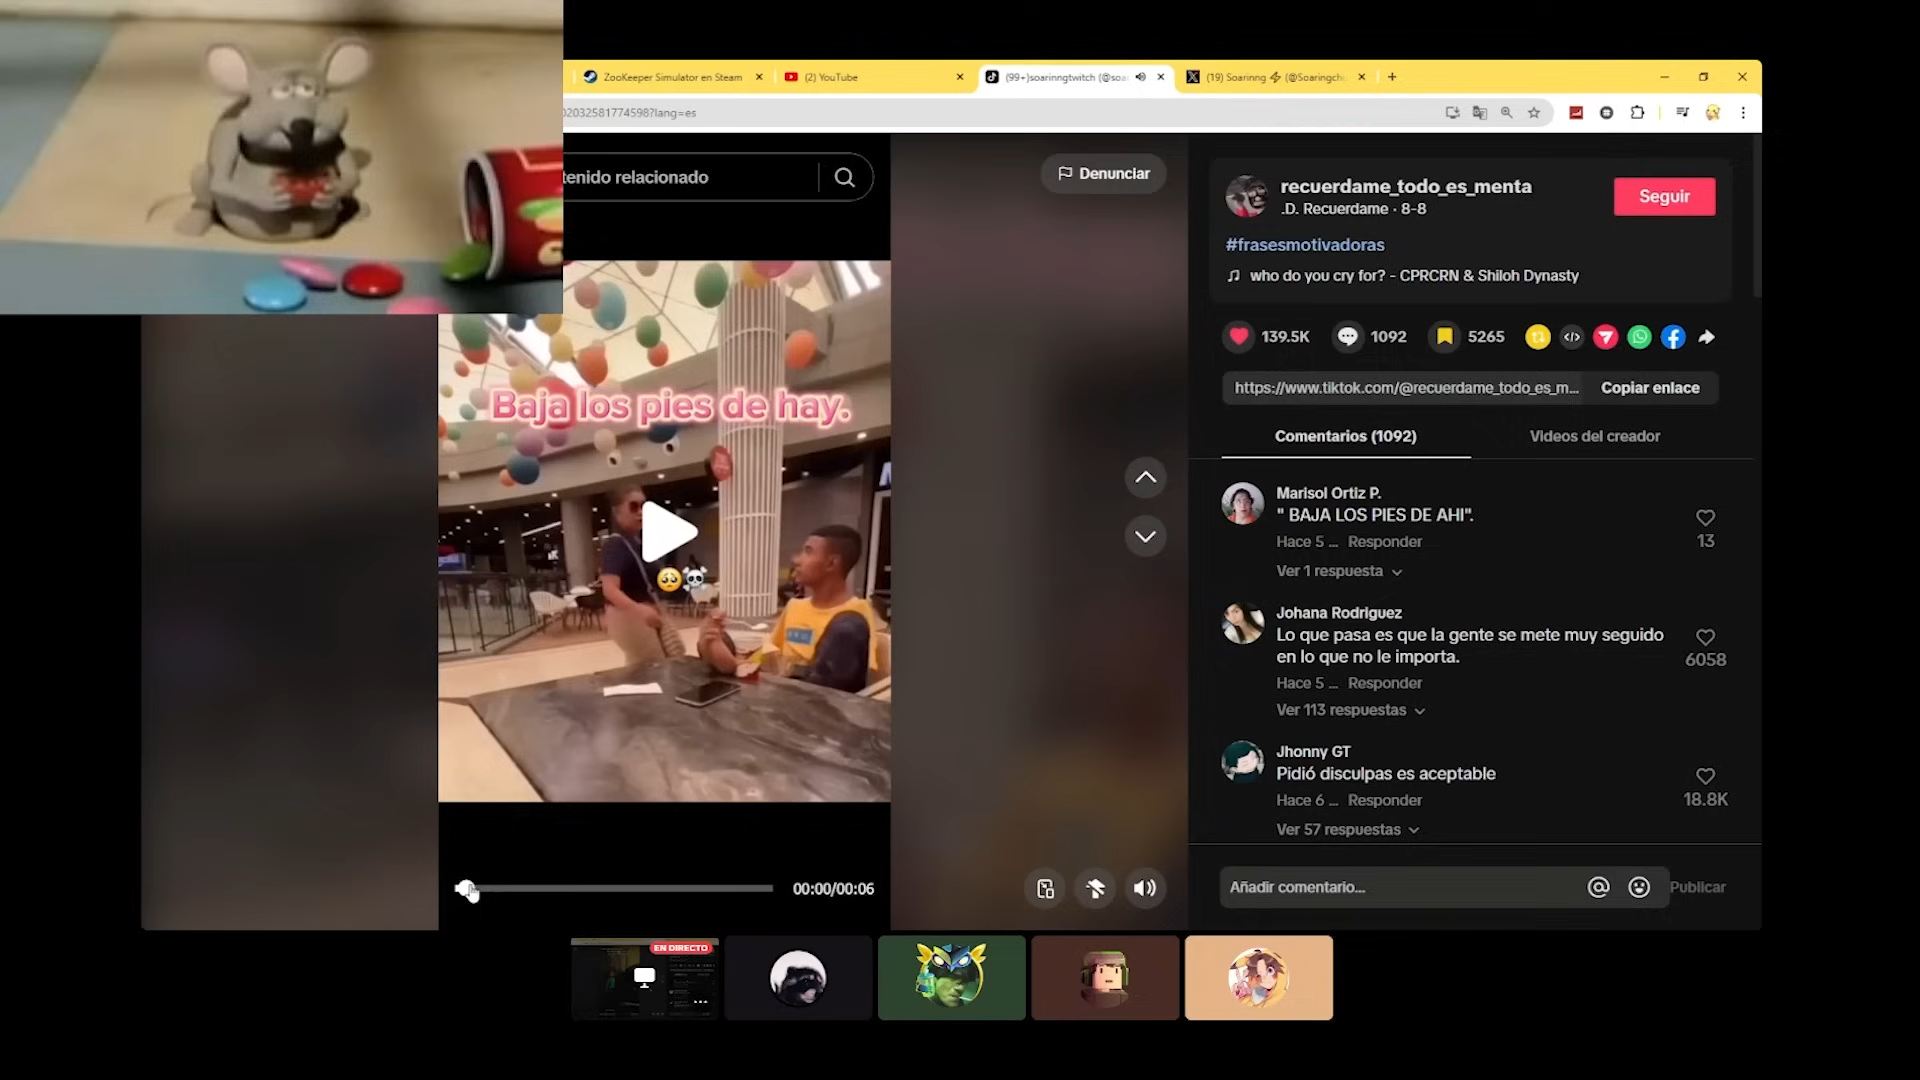 ZooKeeper Simulator en Steam
(2) YouTube
(99+)soarinngtwitch (@soa
(19) Soarinng ⚡ (@Soaringch
020325817745987?lang=es
tenido relacionado
Denunciar
Baja los pies de hay.
🥺☠️
00:00/00:06
recuerdame_todo_es_menta
.D. Recuerdame · 8-8
Seguir
#frasesmotivadoras
who do you cry for? - CPRCRN & Shiloh Dynasty
139.5K
1092
5265
https://www.tiktok.com/@recuerdame_todo_es_m...
Copiar enlace
Comentarios (1092)
Videos del creador
Marisol Ortiz P.
" BAJA LOS PIES DE AHI".
Hace 5 ... Responder
13
Ver 1 respuesta
Johana Rodriguez
Lo que pasa es que la gente se mete muy seguido
en lo que no le importa.
6058
Hace 5 ... Responder
Ver 113 respuestas
Jhonny GT
Pidió disculpas es aceptable
Hace 6 ... Responder
18.8K
Ver 57 respuestas
Añadir comentario...
Publicar
EN DIRECTO